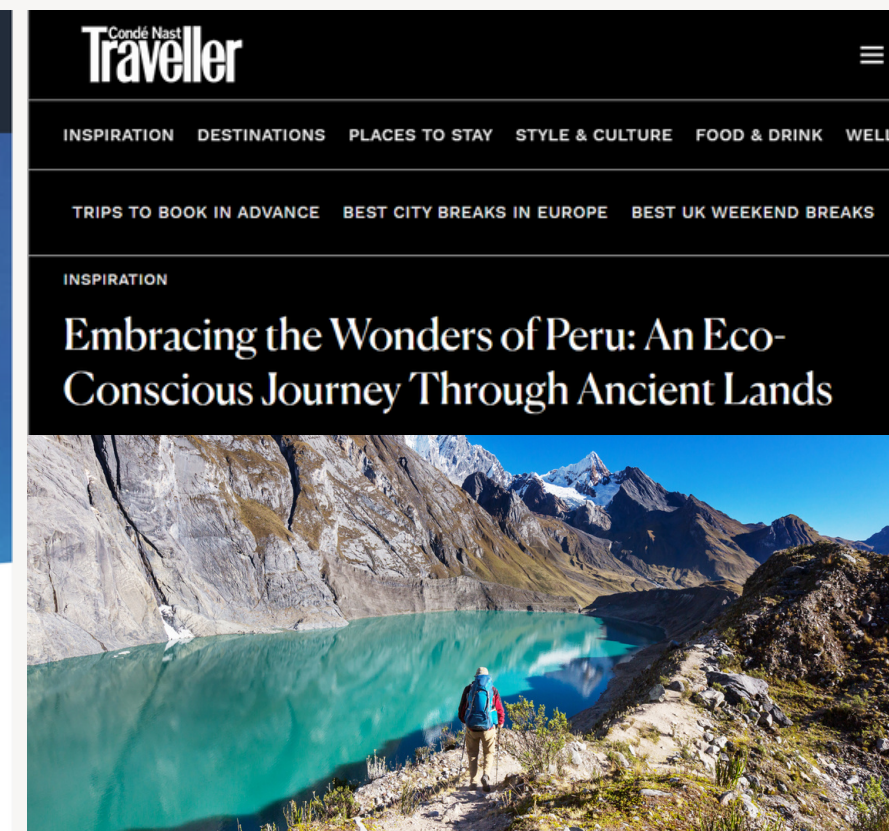 Condé Nast
Traveller
INSPIRATION DESTINATIONS PLACES TO STAY STYLE & CULTURE FOOD & DRINK WELL
TRIPS TO BOOK IN ADVANCE BEST CITY BREAKS IN EUROPE BEST UK WEEKEND BREAKS
INSPIRATION
Embracing the Wonders of Peru: An Eco-
Conscious Journey Through Ancient Lands